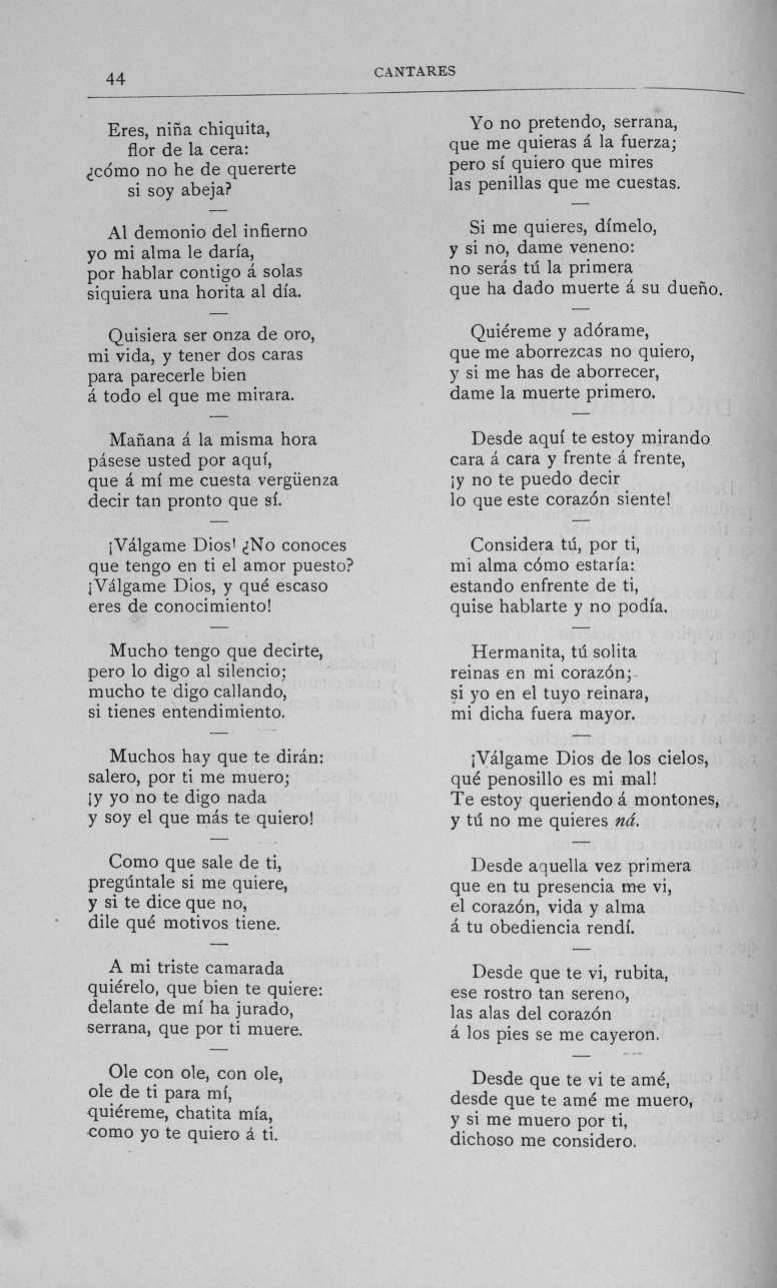 44
CANTARES
Eres, niña chiquita,
flor de la cera:
¿cómo no he de quererte
si soy abeja?
Al demonio del infierno
yo mi alma le daría,
por hablar contigo á solas
siquiera una horita al día.
Quisiera ser onza de oro,
mi vida, y tener dos caras
para parecerle bien
á todo el que me mirara.
Mañana á la misma hora
pásese usted por aquí,
que á mí me cuesta vergüenza
decir tan pronto que sí.
¡Válgame Dios! ¿No conoces
que tengo en ti el amor puesto?
¡Válgame Dios, y qué escaso
eres de conocimiento!
Mucho tengo que decirte,
pero lo digo al silencio;
mucho te digo callando,
si tienes entendimiento.
Muchos hay que te dirán:
salero, por ti me muero;
¡y yo no te digo nada
y soy el que más te quiero!
Como que sale de ti,
pregúntale si me quiere,
y si te dice que no,
dile qué motivos tiene.
A mi triste camarada
quiérelo, que bien te quiere:
delante de mí ha jurado,
serrana, que por ti muere.
Ole con ole, con ole,
ole de ti para mí,
quiéreme, chatita mía,
como yo te quiero á ti.
Yo no pretendo, serrana,
que me quieras á la fuerza;
pero sí quiero que mires
las penillas que me cuestas.
Si me quieres, dímelo,
y si no, dame veneno:
no serás tú la primera
que ha dado muerte á su dueño.
Quiéreme y adórame,
que me aborrezcas no quiero,
y si me has de aborrecer,
dame la muerte primero.
Desde aquí te estoy mirando
cara á cara y frente á frente,
¡y no te puedo decir
lo que este corazón siente!
Considera tú, por ti,
mi alma cómo estaría:
estando enfrente de ti,
quise hablarte y no podía.
Hermanita, tú solita
reinas en mi corazón;
si yo en el tuyo reinara,
mi dicha fuera mayor.
¡Válgame Dios de los cielos,
qué penosillo es mi mal!
Te estoy queriendo á montones,
y tú no me quieres ná.
Desde aquella vez primera
que en tu presencia me vi,
el corazón, vida y alma
á tu obediencia rendí.
Desde que te vi, rubita,
ese rostro tan sereno,
las alas del corazón
á los pies se me cayeron.
Desde que te vi te amé,
desde que te amé me muero,
y si me muero por ti,
dichoso me considero.